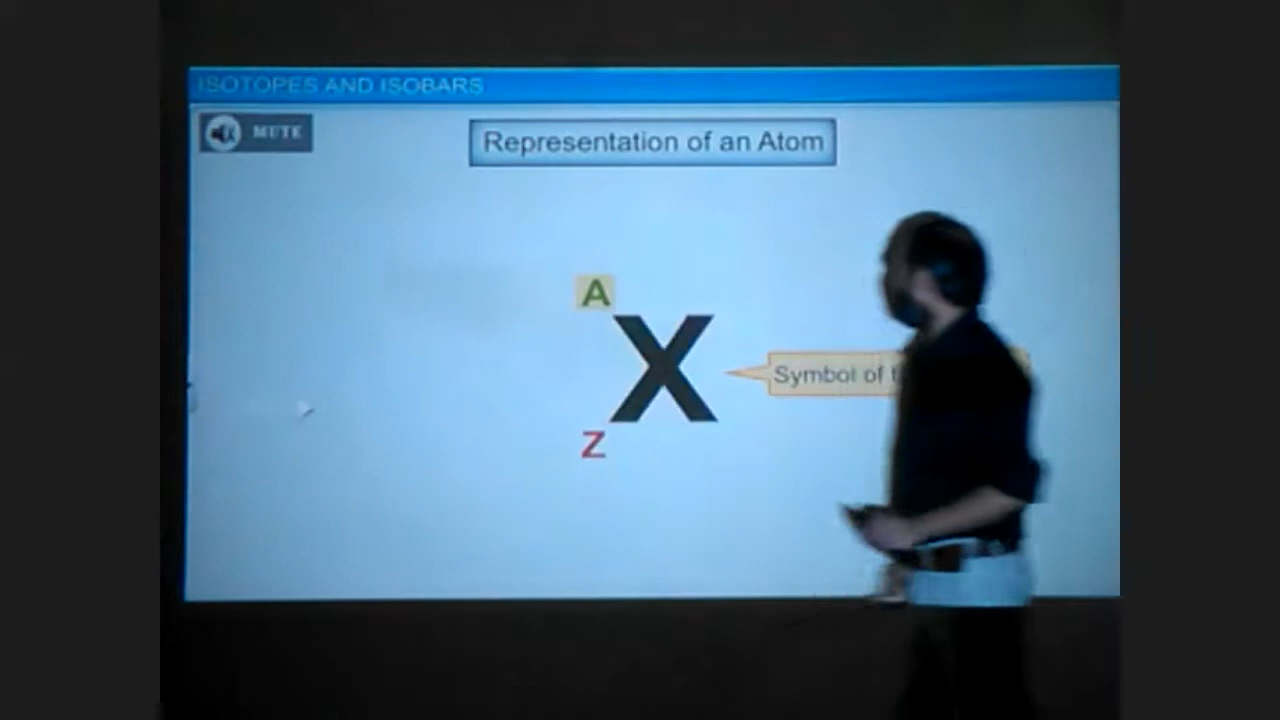 ISOTOPES AND ISOBARS
MUTE
Representation of an Atom
A
X
Symbol of
Z